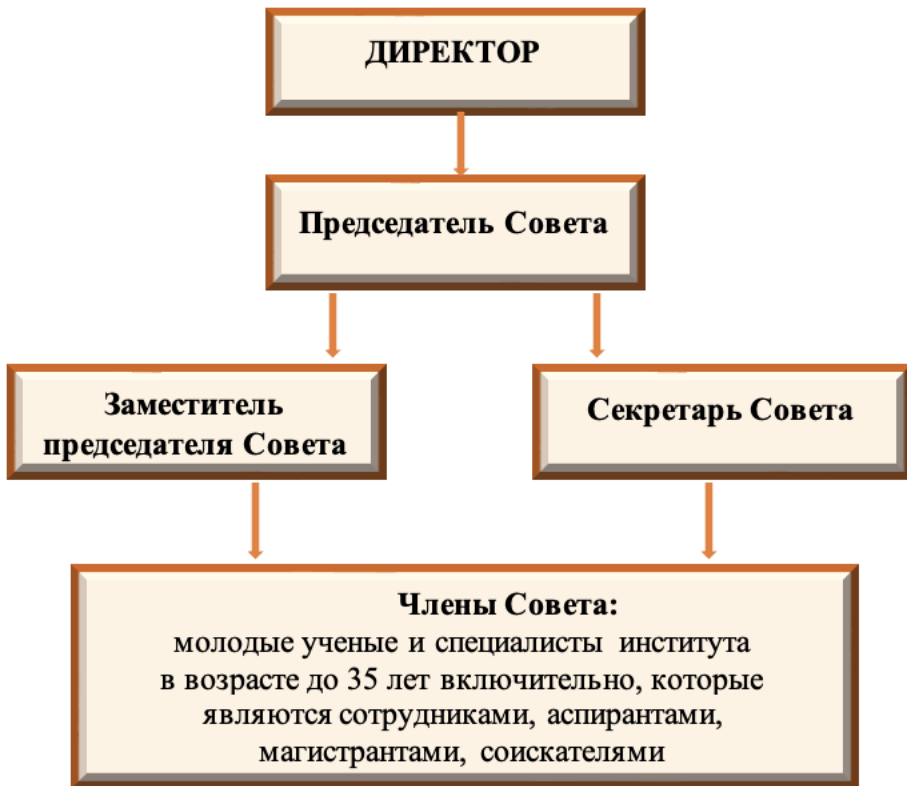 ДИРЕКТОР
Председатель Совета
Заместитель
председателя Совета
Секретарь Совета
Члены Совета:
молодые ученые и специалисты института
в возрасте до 35 лет включительно, которые
являются сотрудниками, аспирантами,
магистрантами, соискателями